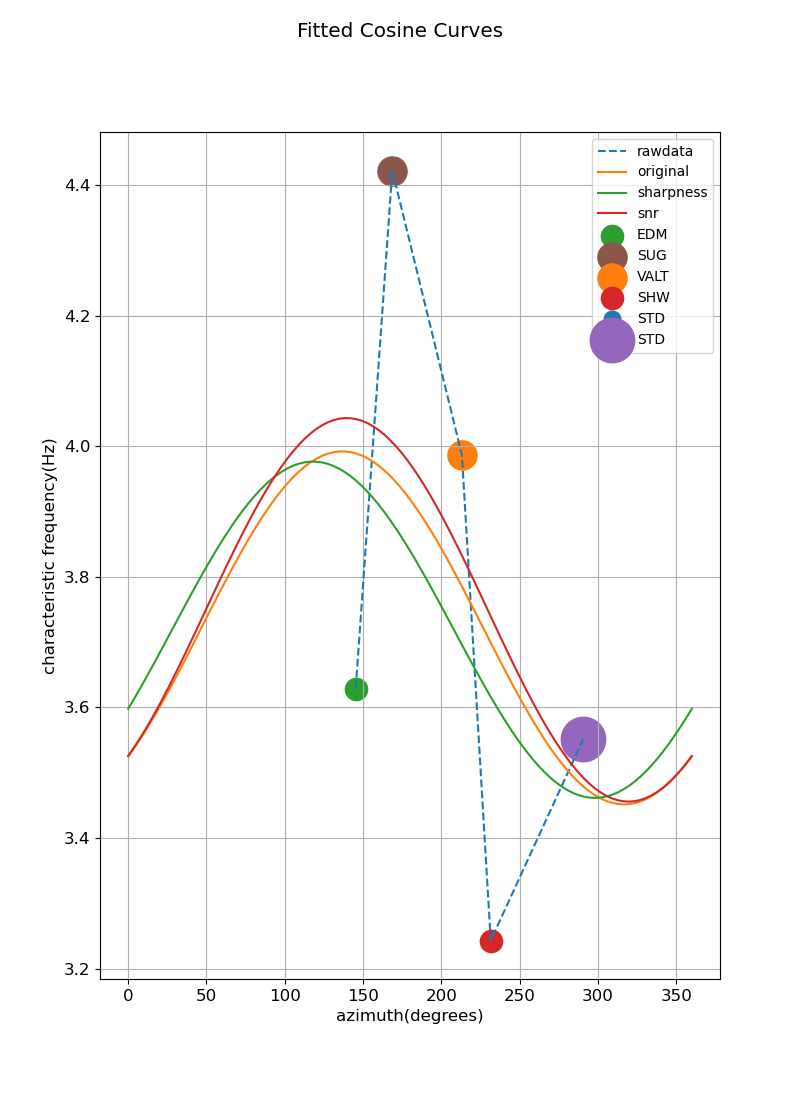 Fitted Cosine Curves
characteristic frequency(Hz)
4.4
4.2
4.0
3.8
3.6
3.4
3.2
rawdata
original
sharpness
snr
EDM
SUG
VALT
SHW
STD
STD
0 50 100 150 200 250 300 350
azimuth(degrees)